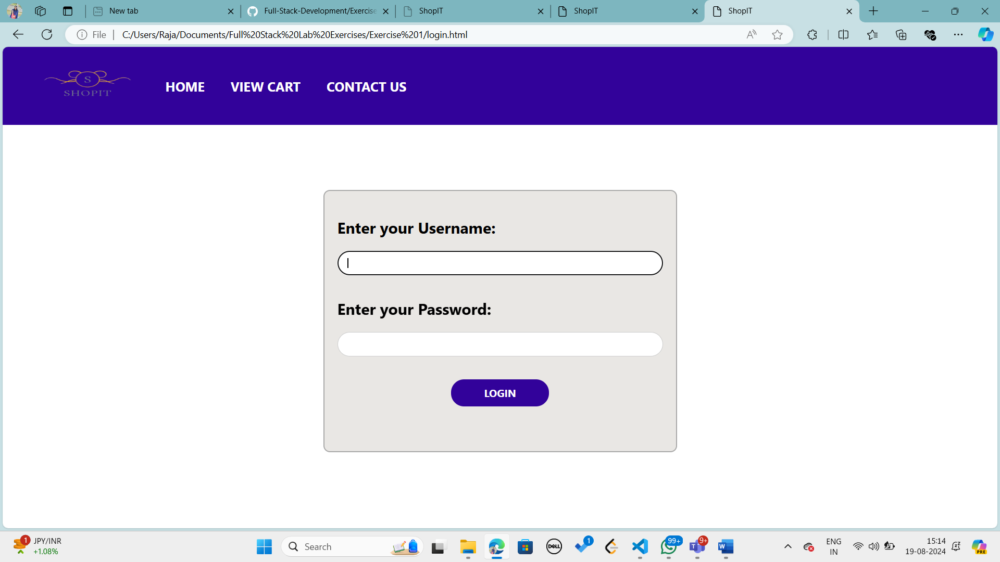 New tab
Full-Stack-Development/Exercise
ShopIT
ShopIT
ShopIT
File
C:/Users/Raja/Documents/Full%20Stack%20Lab%20Exercises/Exercise%201/login.html
S
SHOPIT
HOME
VIEW CART
CONTACT US
Enter your Username:
Enter your Password:
LOGIN
1
JPY/INR
+1.08%
Search
DELL
1
99+
9+
W
T
ENG
IN
15:14
19-08-2024
PRE